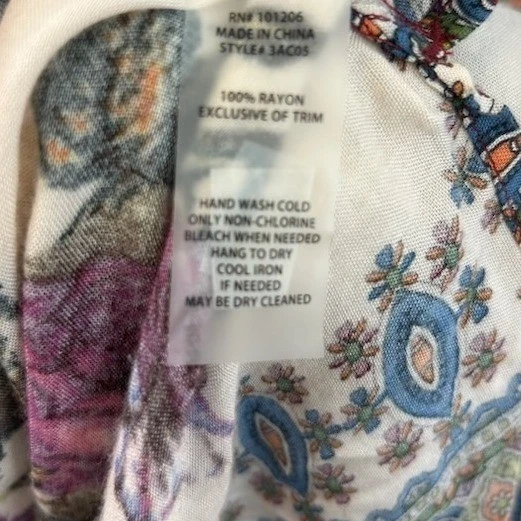 RN# 101206
MADE IN CHINA
STYLE# 3AC05
100% RAYON
EXCLUSIVE OF TRIM
HAND WASH COLD
ONLY NON-CHLORINE
BLEACH WHEN NEEDED
HANG TO DRY
COOL IRON
IF NEEDED
MAY BE DRY CLEANED